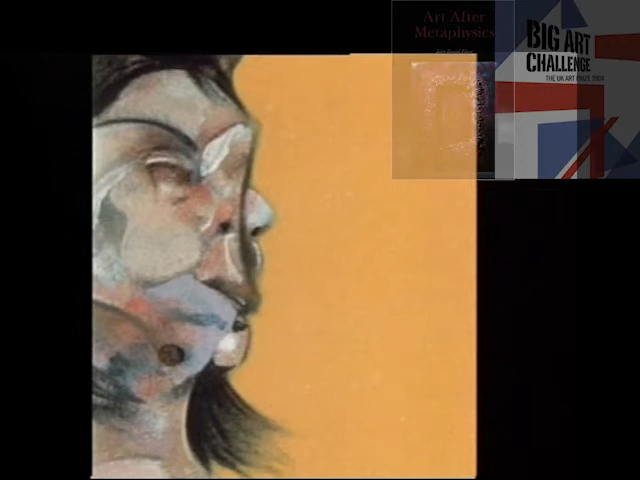 Art After
Metaphysics
BIG ART
CHALLENGE
THE UK ART PRIZE 2004